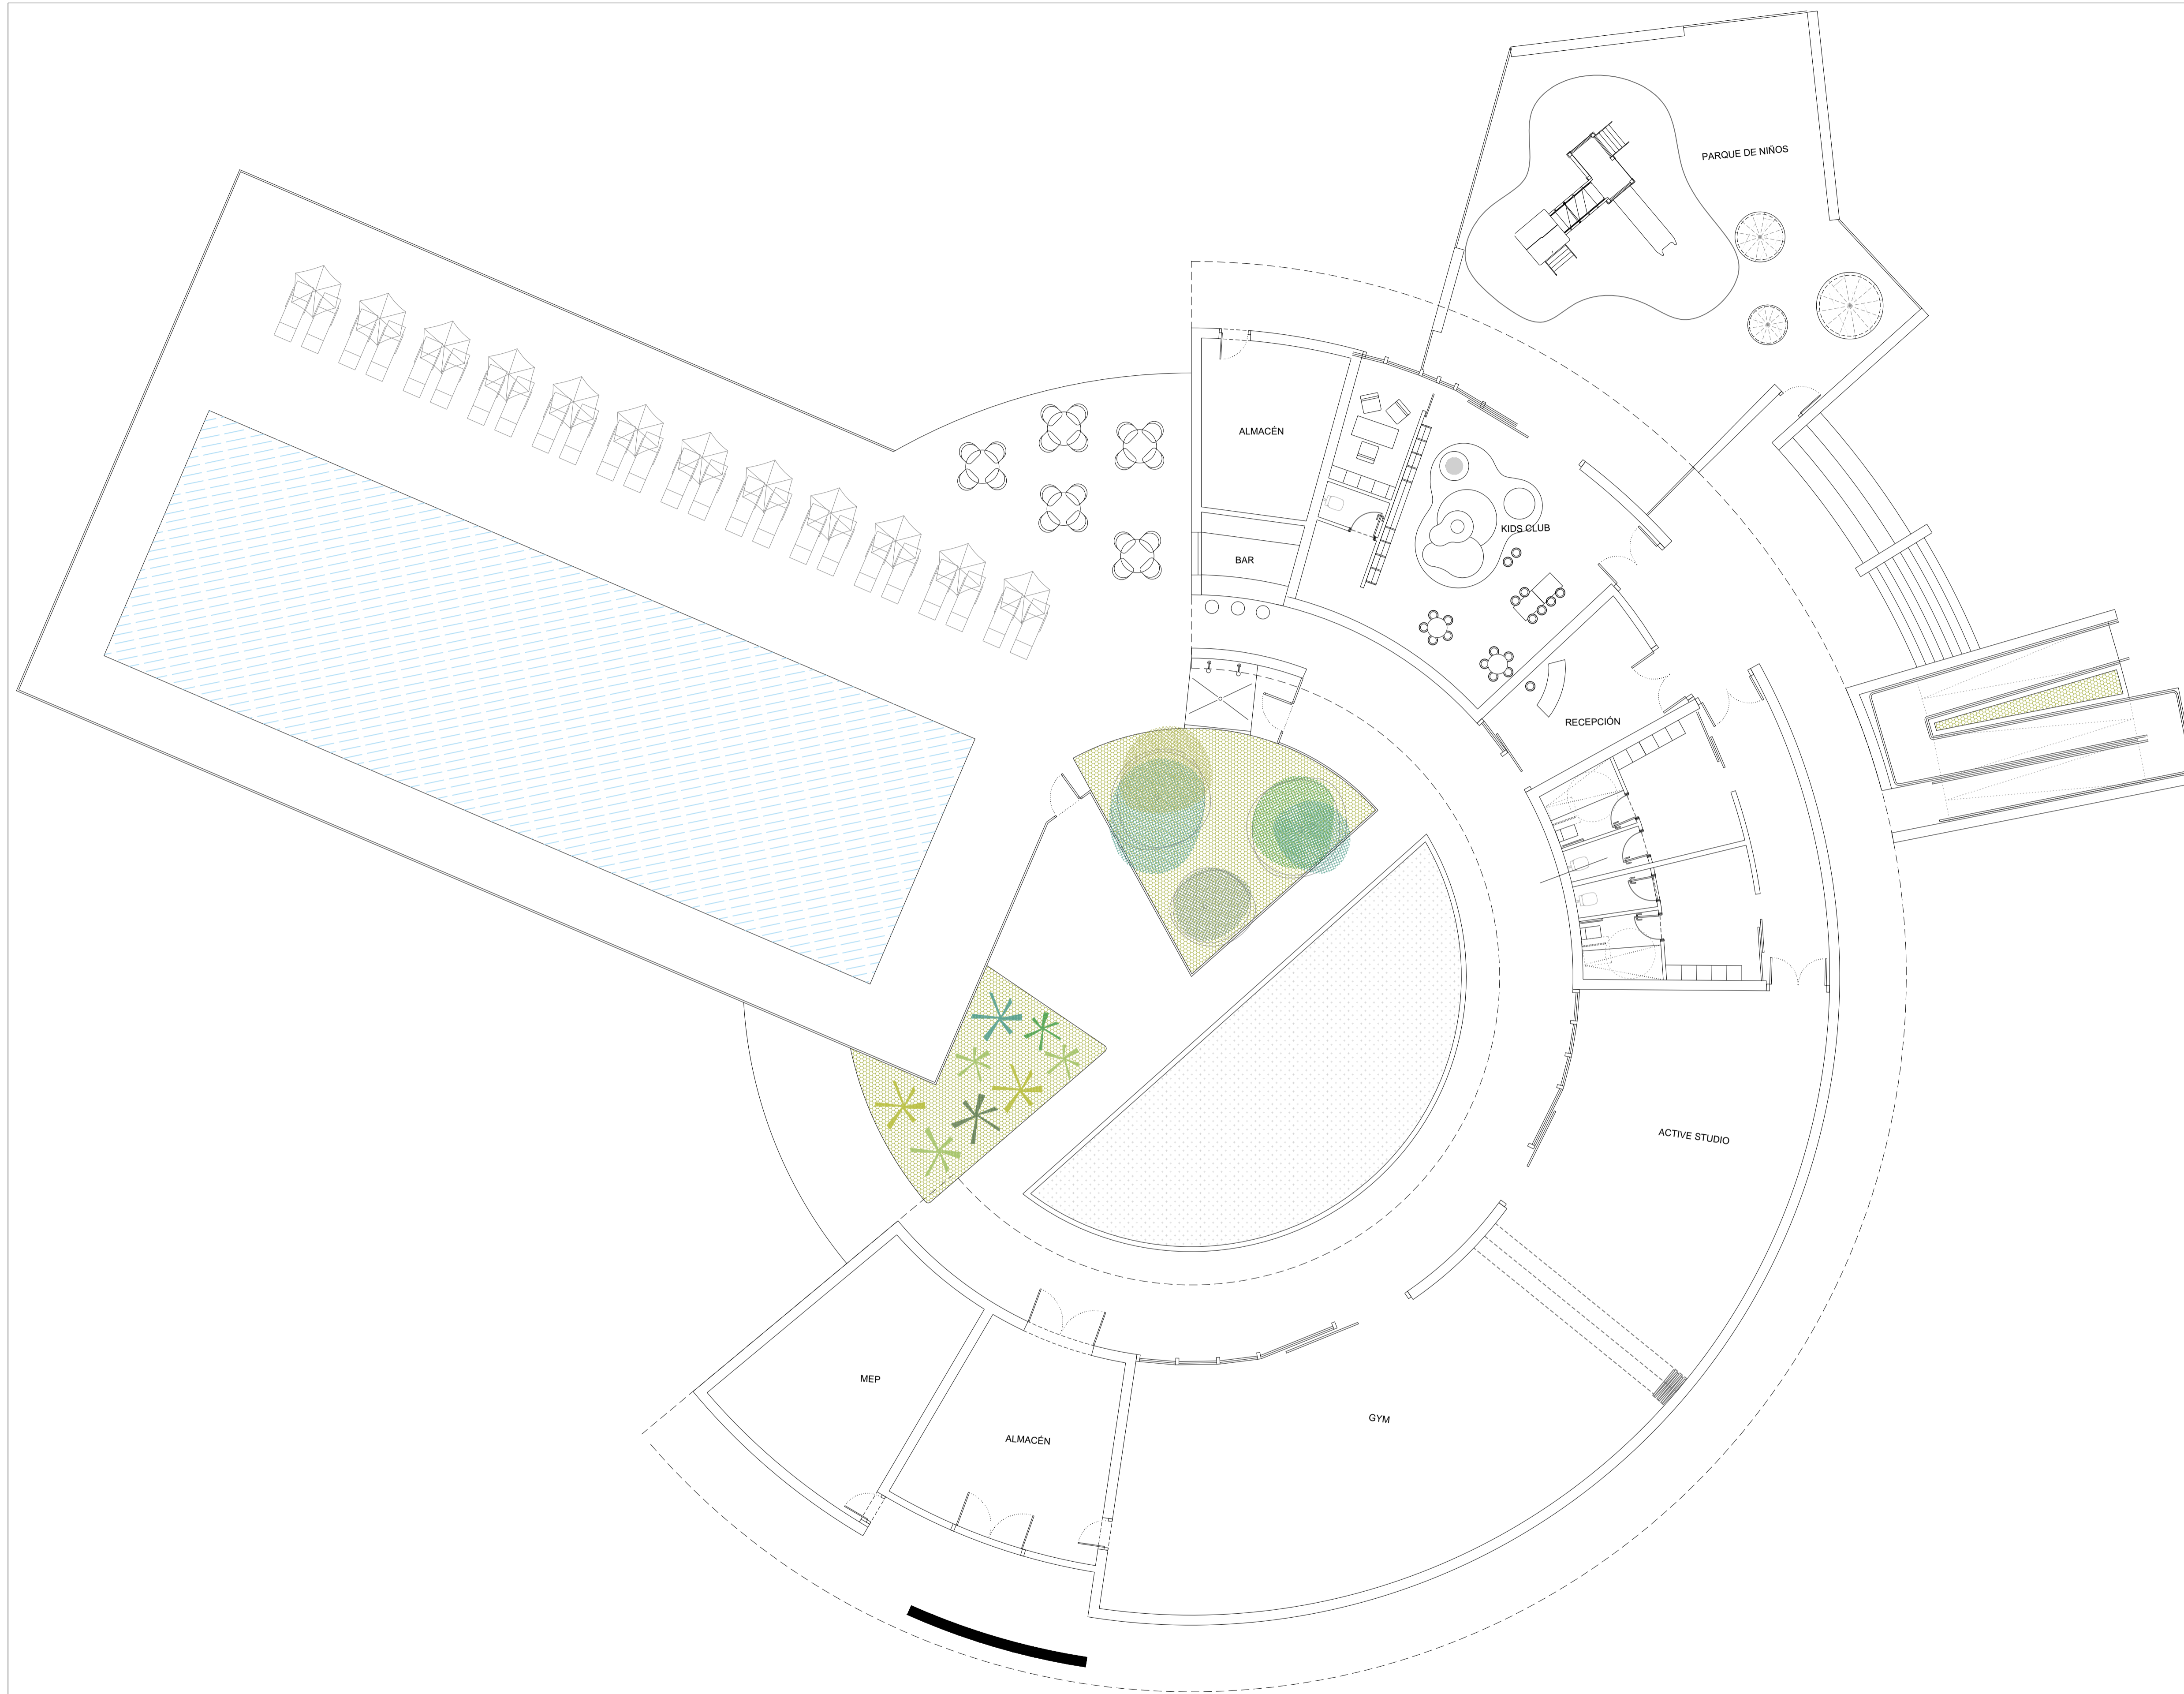 PARQUE DE NIÑOS
ALMACÉN
KIDS CLUB
BAR
RECEPCIÓN
ACTIVE STUDIO
MEP
GYM
ALMACÉN